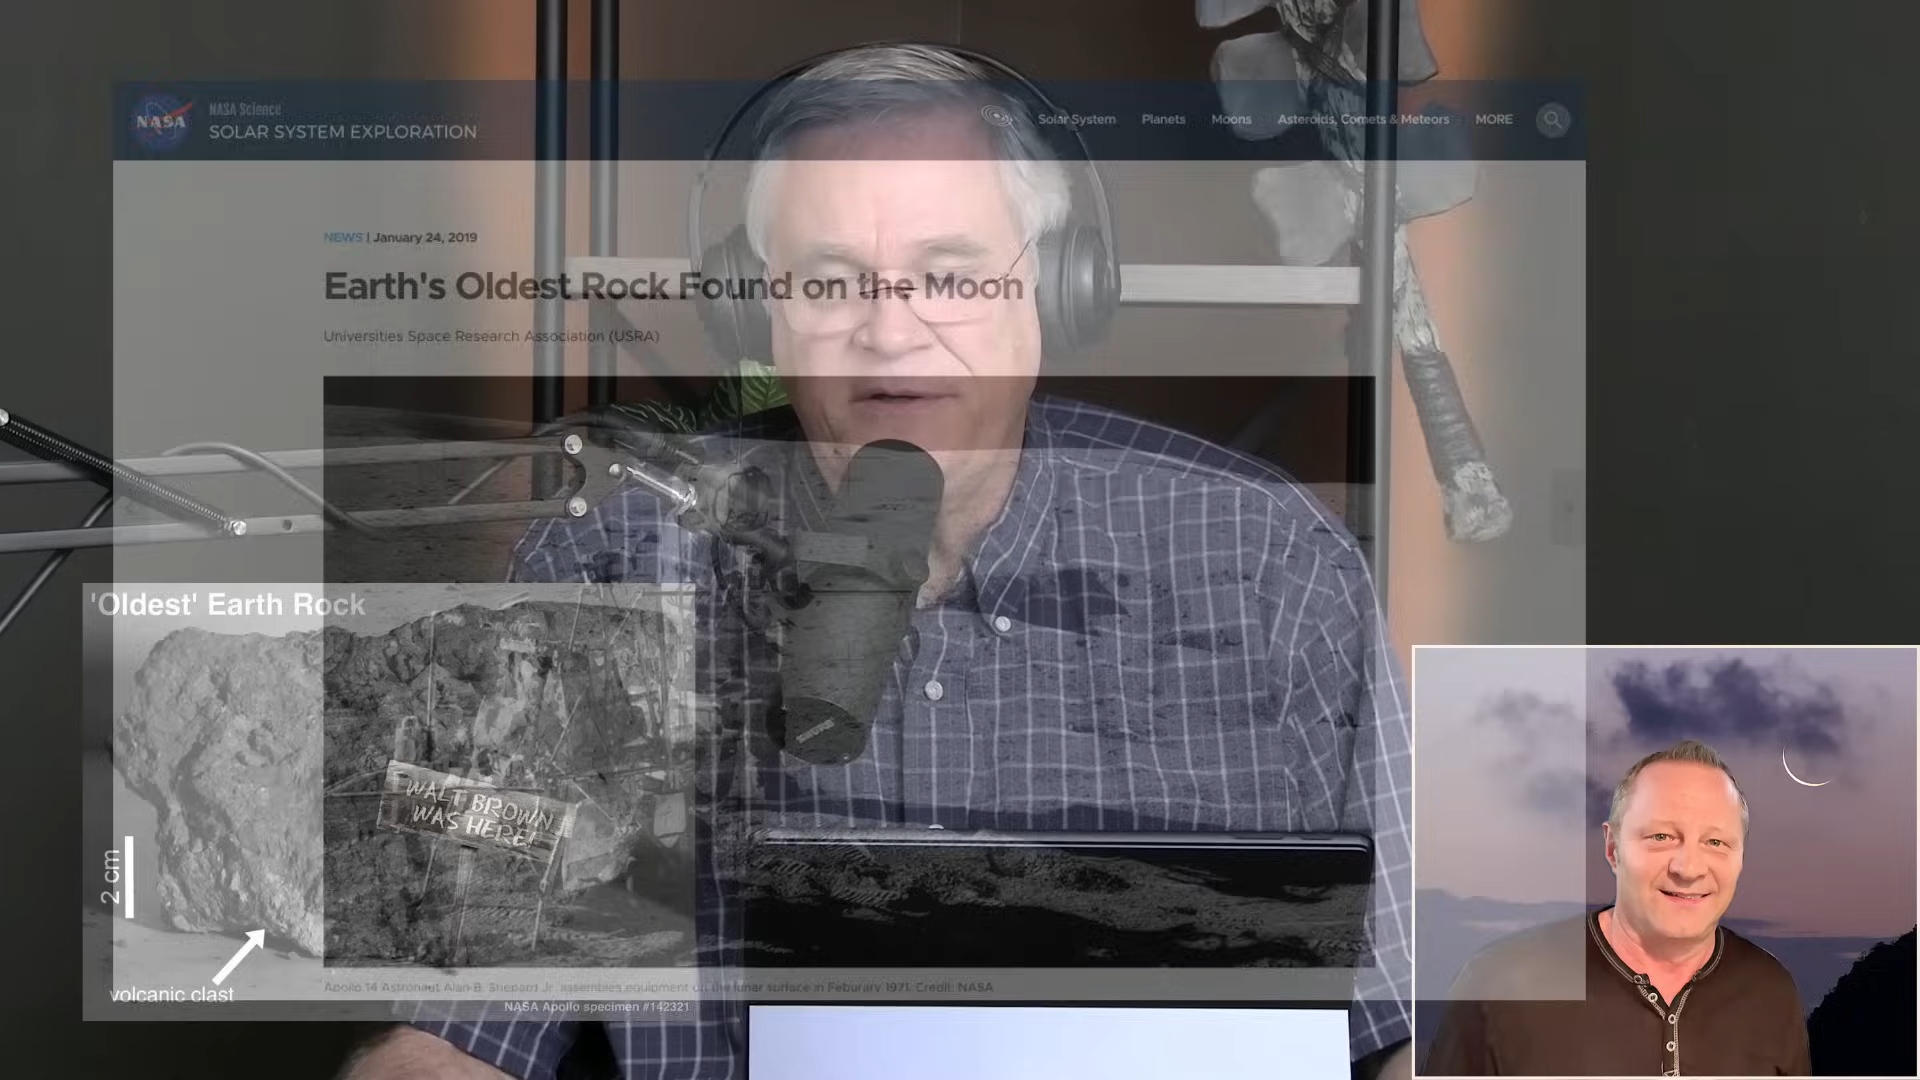 NASA
NASA Science
SOLAR SYSTEM EXPLORATION
Solar System Planets Moons Asteroids, Comets & Meteors MORE
NEWS | January 24, 2019
Earth's Oldest Rock Found on the Moon
Universities Space Research Association (USRA)
'Oldest' Earth Rock
WALT BROWN
WAS HERE!
2 cm
volcanic clast
Apollo 14 Astronaut Alan B. Shepard Jr. assembles equipment on the lunar surface in Feburary 1971. Credit: NASA
NASA Apollo specimen #142321